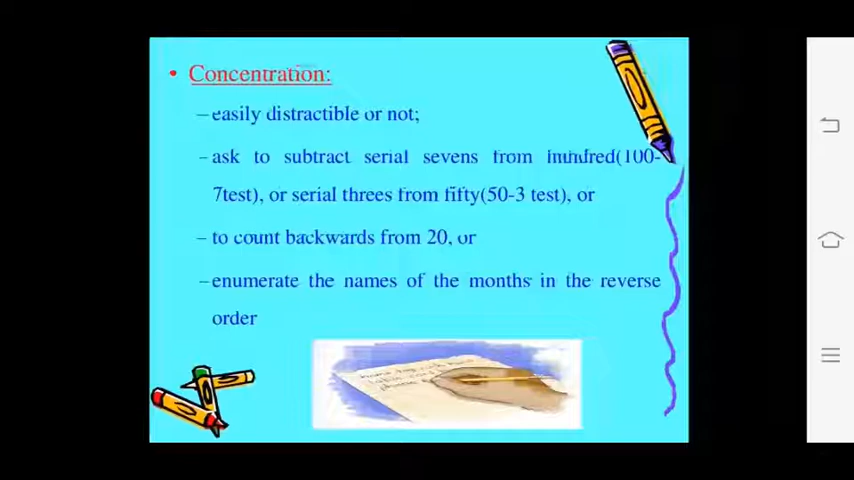 • Concentration:
– easily distractible or not;
– ask to subtract serial sevens from hundred(100-
7test), or serial threes from fifty(50-3 test), or
– to count backwards from 20, or
– enumerate the names of the months in the reverse
order